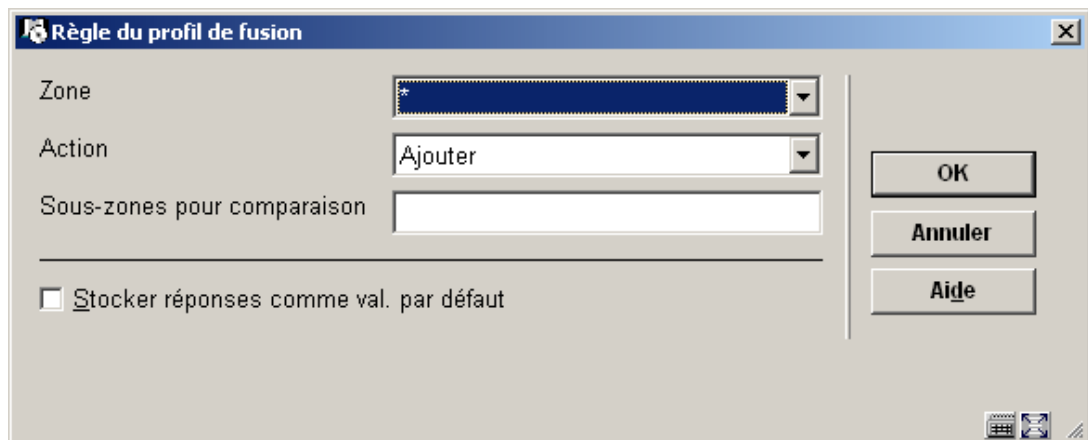 Règle du profil de fusion
Zone
*
Action
Ajouter
Sous-zones pour comparaison
Stocker réponses comme val. par défaut
OK
Annuler
Aide